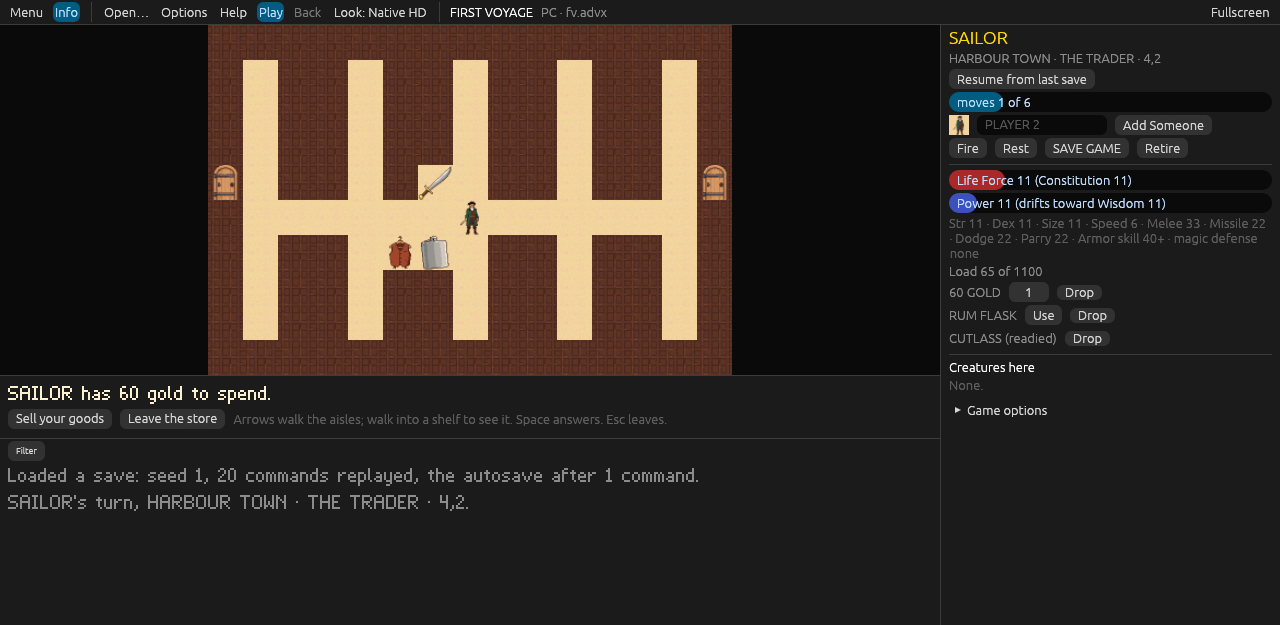 Menu Info Open… Options Help Play Back Look: Native HD FIRST VOYAGE PC · fv.advx Fullscreen
SAILOR
HARBOUR TOWN · THE TRADER · 4,2
Resume from last save
moves 1 of 6
PLAYER 2 Add Someone
Fire Rest SAVE GAME Retire
Life Force 11 (Constitution 11)
Power 11 (drifts toward Wisdom 11)
Str 11 · Dex 11 · Size 11 · Speed 6 · Melee 33 · Missile 22
· Dodge 22 · Parry 22 · Armor skill 40+ · magic defense
none
Load 65 of 1100
60 GOLD 1 Drop
RUM FLASK Use Drop
CUTLASS (readied) Drop
Creatures here
None.
▸ Game options
SAILOR has 60 gold to spend.
Sell your goods Leave the store Arrows walk the aisles; walk into a shelf to see it. Space answers. Esc leaves.
Filter
Loaded a save: seed 1, 20 commands replayed, the autosave after 1 command.
SAILOR's turn, HARBOUR TOWN · THE TRADER · 4,2.